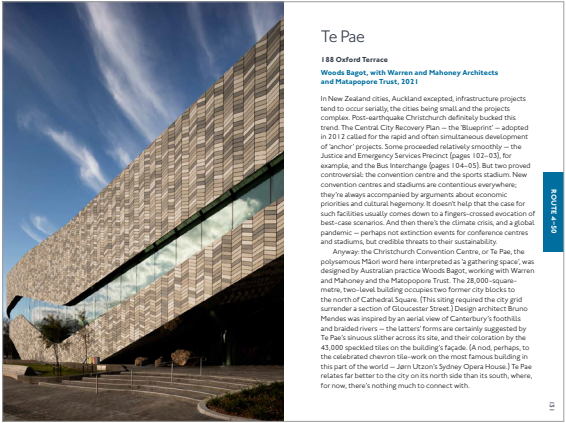 Te Pae
188 Oxford Terrace
Woods Bagot, with Warren and Mahoney Architects
and Matapopore Trust, 2021
In New Zealand cities, Auckland excepted, infrastructure projects
tend to occur serially, the cities being small and the projects
complex. Post-earthquake Christchurch definitely bucked this
trend. The Central City Recovery Plan — the 'Blueprint' — adopted
in 2012 called for the rapid and often simultaneous development
of 'anchor' projects. Some proceeded relatively smoothly — the
Justice and Emergency Services Precinct (pages 102–03), for
example, and the Bus Interchange (pages 104–05). But two proved
controversial: the convention centre and the sports stadium. New
convention centres and stadiums are contentious everywhere;
they're always accompanied by arguments about economic
priorities and cultural hegemony. It doesn't help that the case for
such facilities usually comes down to a fingers-crossed evocation of
best-case scenarios. And then there's the climate crisis, and a global
pandemic — perhaps not extinction events for conference centres
and stadiums, but credible threats to their sustainability.
Anyway: the Christchurch Convention Centre, or Te Pae, the
polysemous Māori word here interpreted as 'a gathering space', was
designed by Australian practice Woods Bagot, working with Warren
and Mahoney and the Matopopore Trust. The 28,000-square-
metre, two-level building occupies two former city blocks to
the north of Cathedral Square. (This siting required the city grid
surrender a section of Gloucester Street.) Design architect Bruno
Mendes was inspired by an aerial view of Canterbury's foothills
and braided rivers — the latters' forms are certainly suggested by
Te Pae's sinuous slither across its site, and their coloration by the
43,000 speckled tiles on the building's façade. (A nod, perhaps, to
the celebrated chevron tile-work on the most famous building in
this part of the world — Jørn Utzon's Sydney Opera House.) Te Pae
relates far better to the city on its north side than its south, where,
for now, there's nothing much to connect with.
ROUTE 4–50
131